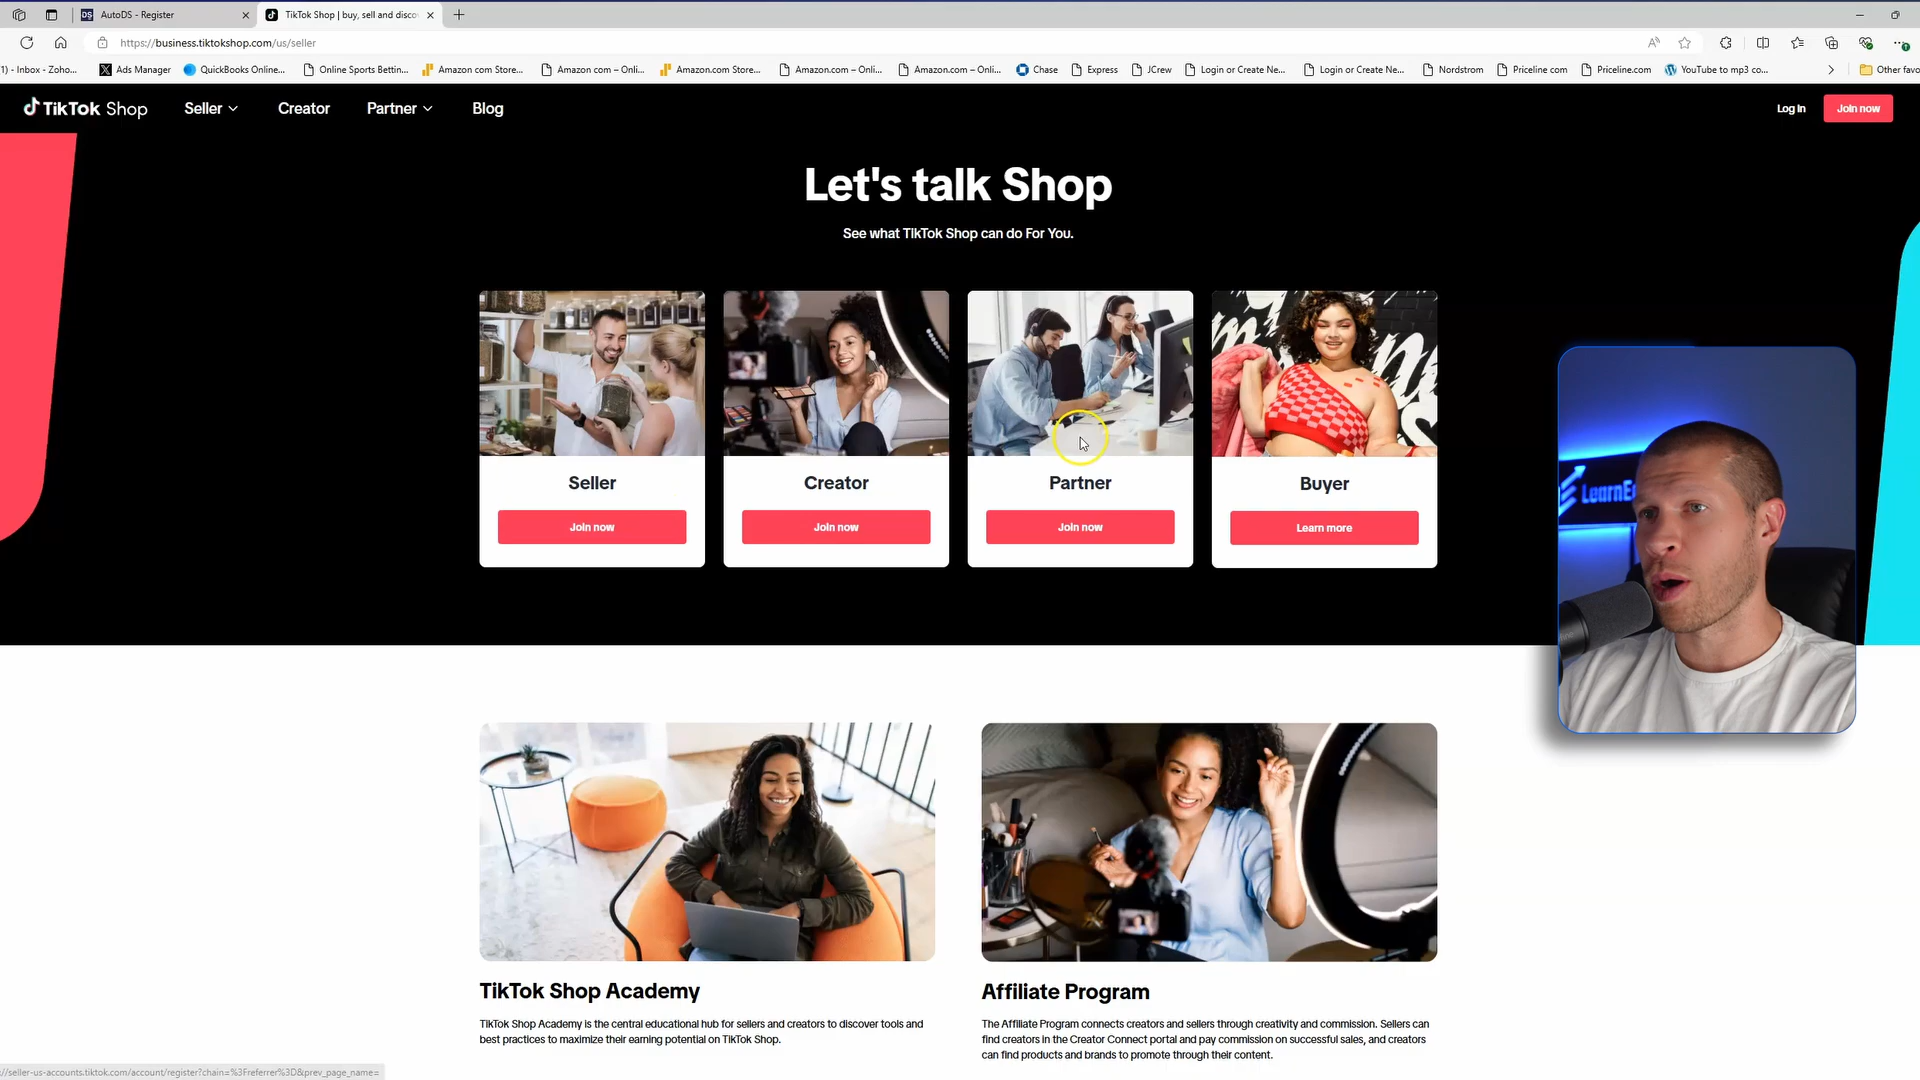 AutoDS - Register
TikTok Shop | buy, sell and disco
https://business.tiktokshop.com/us/seller
1) - Inbox - Zoho...
Ads Manager
QuickBooks Online...
Online Sports Bettin...
Amazon com Store...
Amazon com – Onli...
Amazon.com Store...
Amazon.com – Onli...
Amazon.com – Onli...
Chase
Express
JCrew
Login or Create Ne...
Login or Create Ne...
Nordstrom
Priceline com
Priceline.com
YouTube to mp3 co...
Other favo
TikTok Shop
Seller
Creator
Partner
Blog
Log in
Join now
Let's talk Shop
See what TikTok Shop can do For You.
Seller
Creator
Partner
Buyer
Join now
Join now
Join now
Learn more
LearnE
TikTok Shop Academy
TikTok Shop Academy is the central educational hub for sellers and creators to discover tools and
best practices to maximize their earning potential on TikTok Shop.
Affiliate Program
The Affiliate Program connects creators and sellers through creativity and commission. Sellers can
find creators in the Creator Connect portal and pay commission on successful sales, and creators
can find products and brands to promote through their content.
://seller-us-accounts.tiktok.com/account/register?chain=%3Freferrer%3D&prev_page_name=